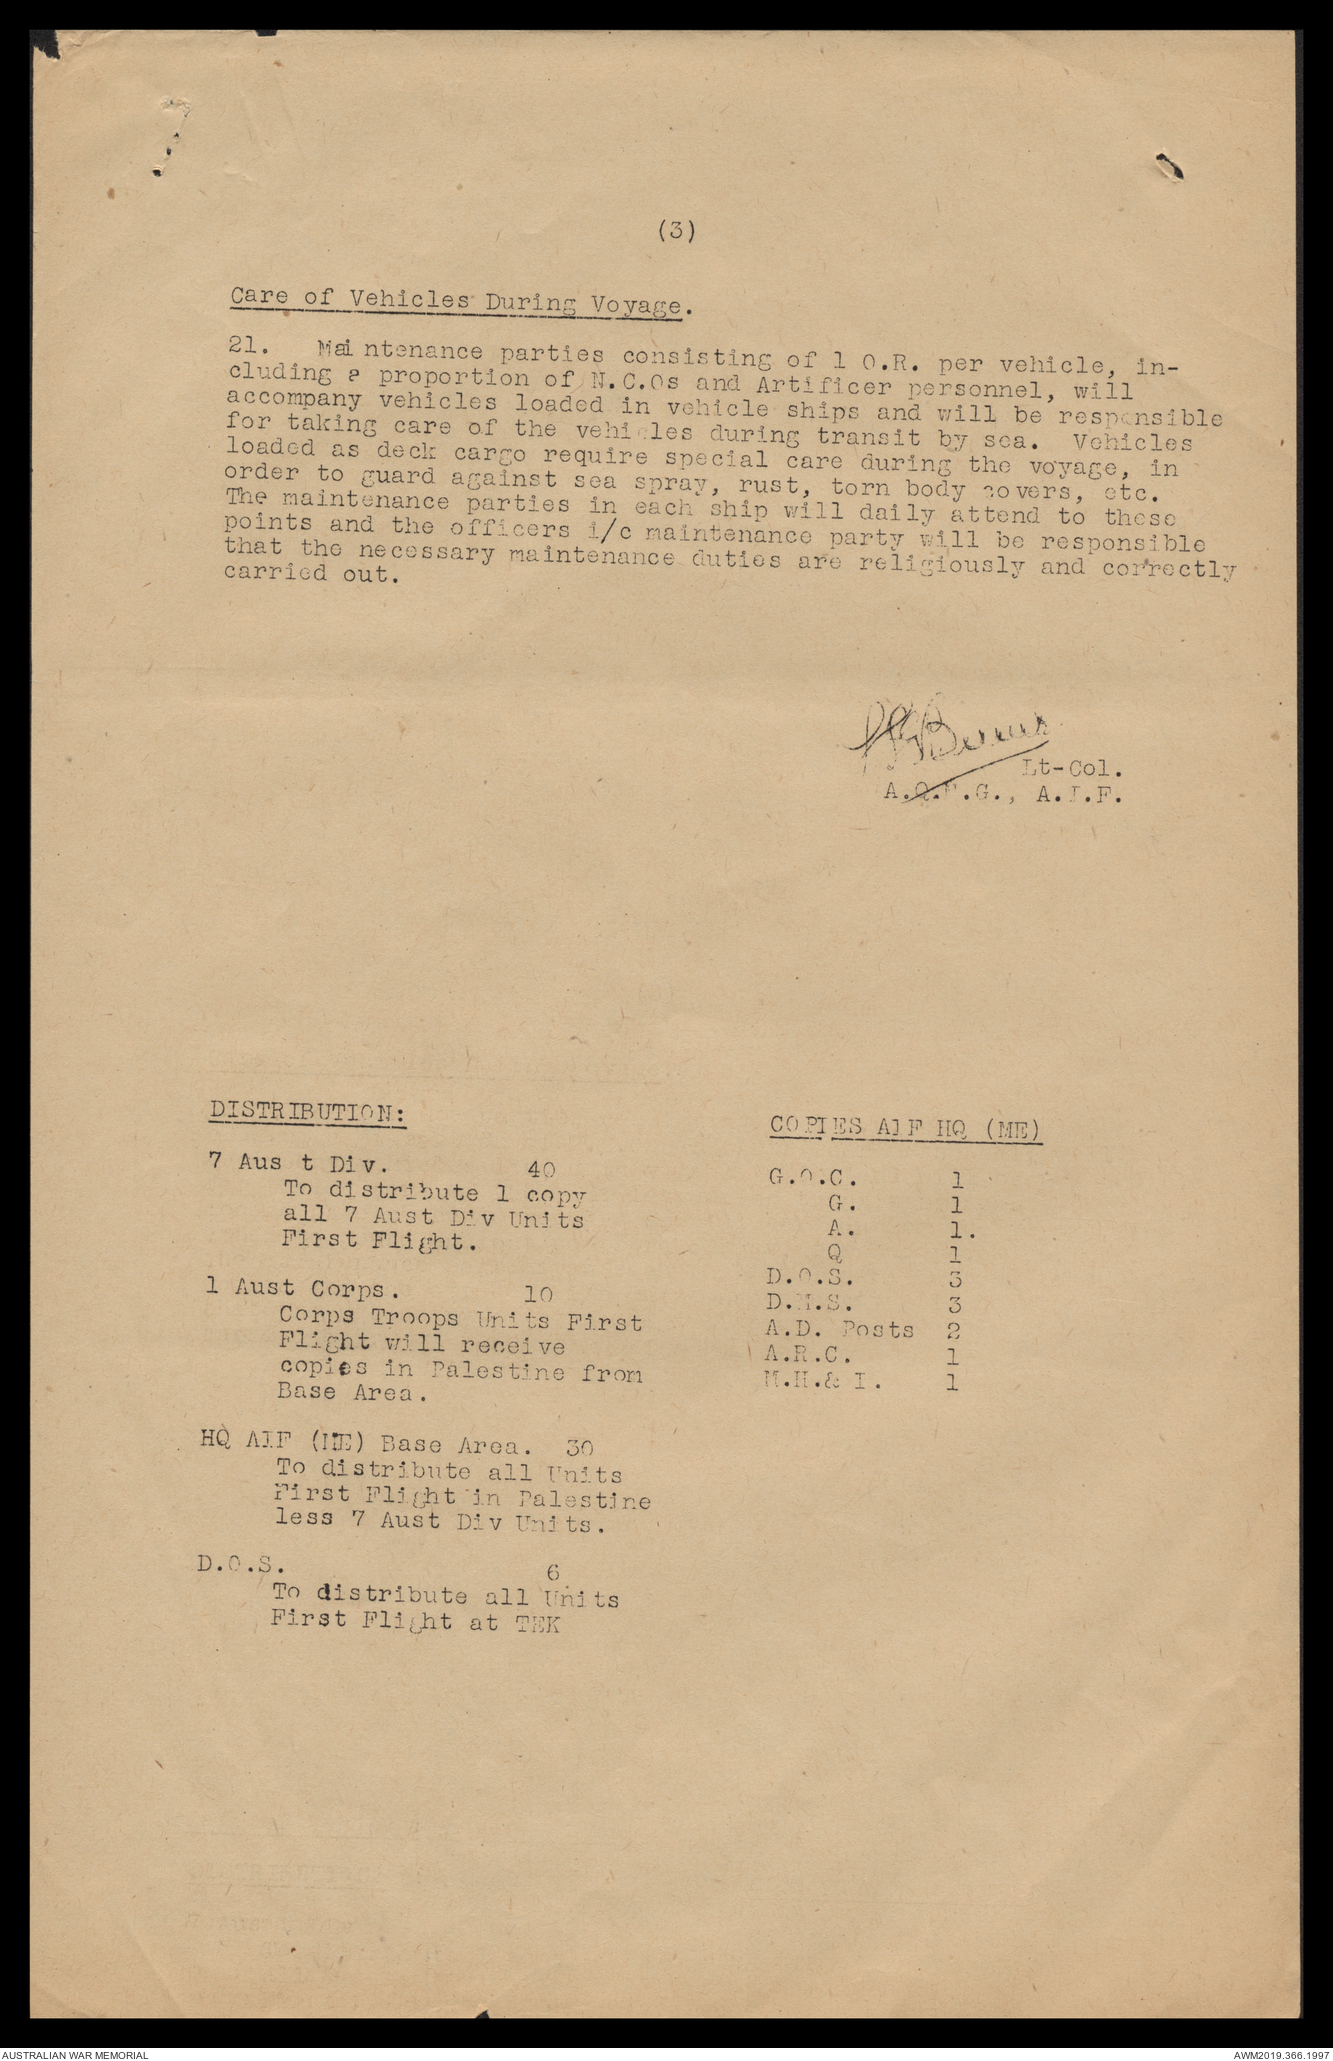 (3)
Care of Vehicles During Voyage.
21. Maintenance parties consisting of 1 O.R. per vehicle, in-
cluding a proportion of N.C.Os and Artificer personnel, will
accompany vehicles loaded in vehicle ships and will be responsible
for taking care of the vehicles during transit by sea. Vehicles
loaded as deck cargo require special care during the voyage, in
order to guard against sea spray, rust, torn body covers, etc.
The maintenance parties in each ship will daily attend to these
points and the officers i/c maintenance party will be responsible
that the necessary maintenance duties are religiously and correctly
carried out.
Lt-Col.
A.Q.M.G., A.I.F.
DISTRIBUTION:
7 Aust Div. 40
To distribute 1 copy
all 7 Aust Div Units
First Flight.
1 Aust Corps. 10
Corps Troops Units First
Flight will receive
copies in Palestine from
Base Area.
HQ AIF (ME) Base Area. 30
To distribute all Units
First Flight in Palestine
less 7 Aust Div Units.
D.O.S. 6
To distribute all Units
First Flight at TEK
COPIES AIF HQ (ME)
G.O.C. 1
G. 1
A. 1.
Q 1
D.O.S. 3
D.M.S. 3
A.D. Posts 2
A.R.C. 1
M.H.& I. 1
AUSTRALIAN WAR MEMORIAL
AWM2019.366.1997